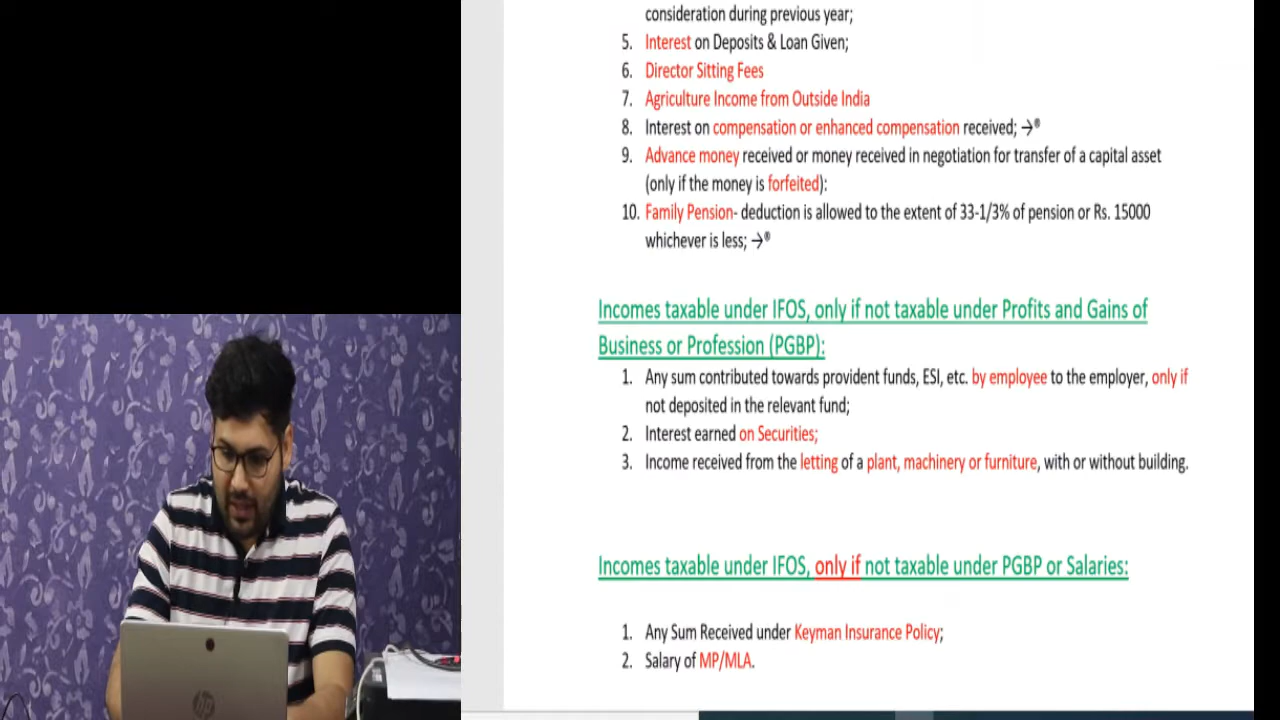 consideration during previous year;
5. Interest on Deposits & Loan Given;
6. Director Sitting Fees
7. Agriculture Income from Outside India
8. Interest on compensation or enhanced compensation received; →®
9. Advance money received or money received in negotiation for transfer of a capital asset
(only if the money is forfeited):
10. Family Pension- deduction is allowed to the extent of 33-1/3% of pension or Rs. 15000
whichever is less; →®
Incomes taxable under IFOS, only if not taxable under Profits and Gains of
Business or Profession (PGBP):
1. Any sum contributed towards provident funds, ESI, etc. by employee to the employer, only if
not deposited in the relevant fund;
2. Interest earned on Securities;
3. Income received from the letting of a plant, machinery or furniture, with or without building.
Incomes taxable under IFOS, only if not taxable under PGBP or Salaries:
1. Any Sum Received under Keyman Insurance Policy;
2. Salary of MP/MLA.
hp